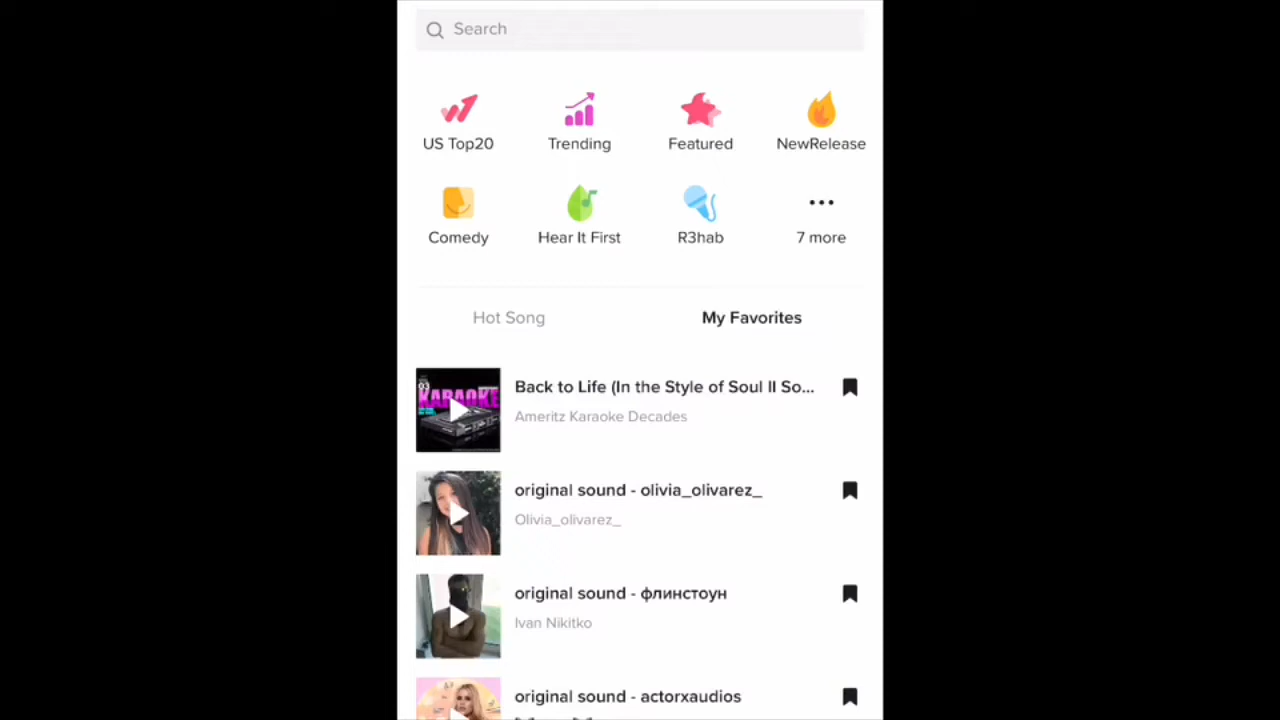 Search
US Top20 Trending Featured NewRelease
Comedy Hear It First R3hab 7 more
Hot Song My Favorites
Back to Life (In the Style of Soul II So...
Ameritz Karaoke Decades
original sound - olivia_olivarez_
Olivia_olivarez_
original sound - флинстоун
Ivan Nikitko
original sound - actorxaudios
03
KARAOKE